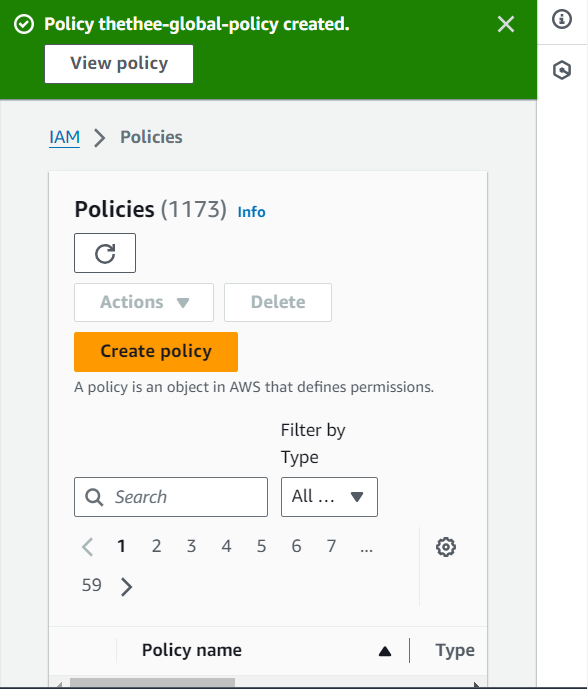 Policy thethee-global-policy created.
View policy
IAM > Policies
Policies (1173) Info
Actions
Delete
Create policy
A policy is an object in AWS that defines permissions.
Filter by
Type
Search
All ...
1 2 3 4 5 6 7 ...
59
Policy name
Type